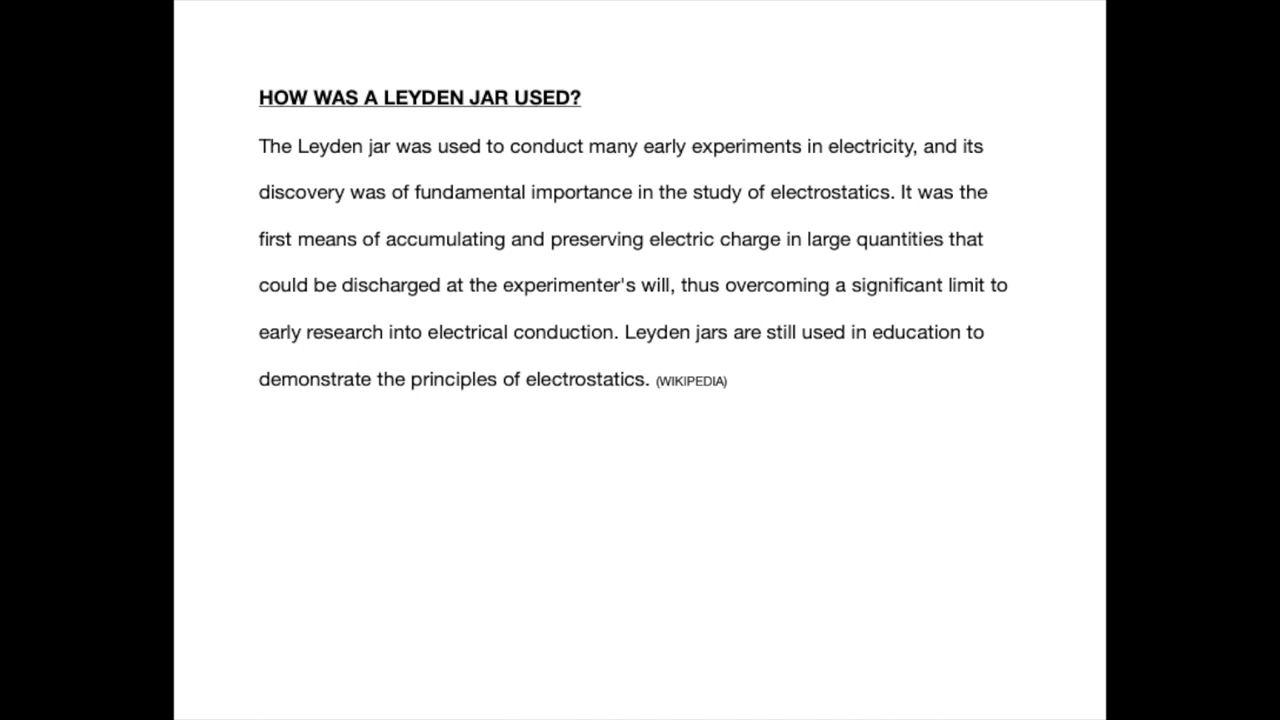 HOW WAS A LEYDEN JAR USED?
The Leyden jar was used to conduct many early experiments in electricity, and its
discovery was of fundamental importance in the study of electrostatics. It was the
first means of accumulating and preserving electric charge in large quantities that
could be discharged at the experimenter's will, thus overcoming a significant limit to
early research into electrical conduction. Leyden jars are still used in education to
demonstrate the principles of electrostatics. (WIKIPEDIA)